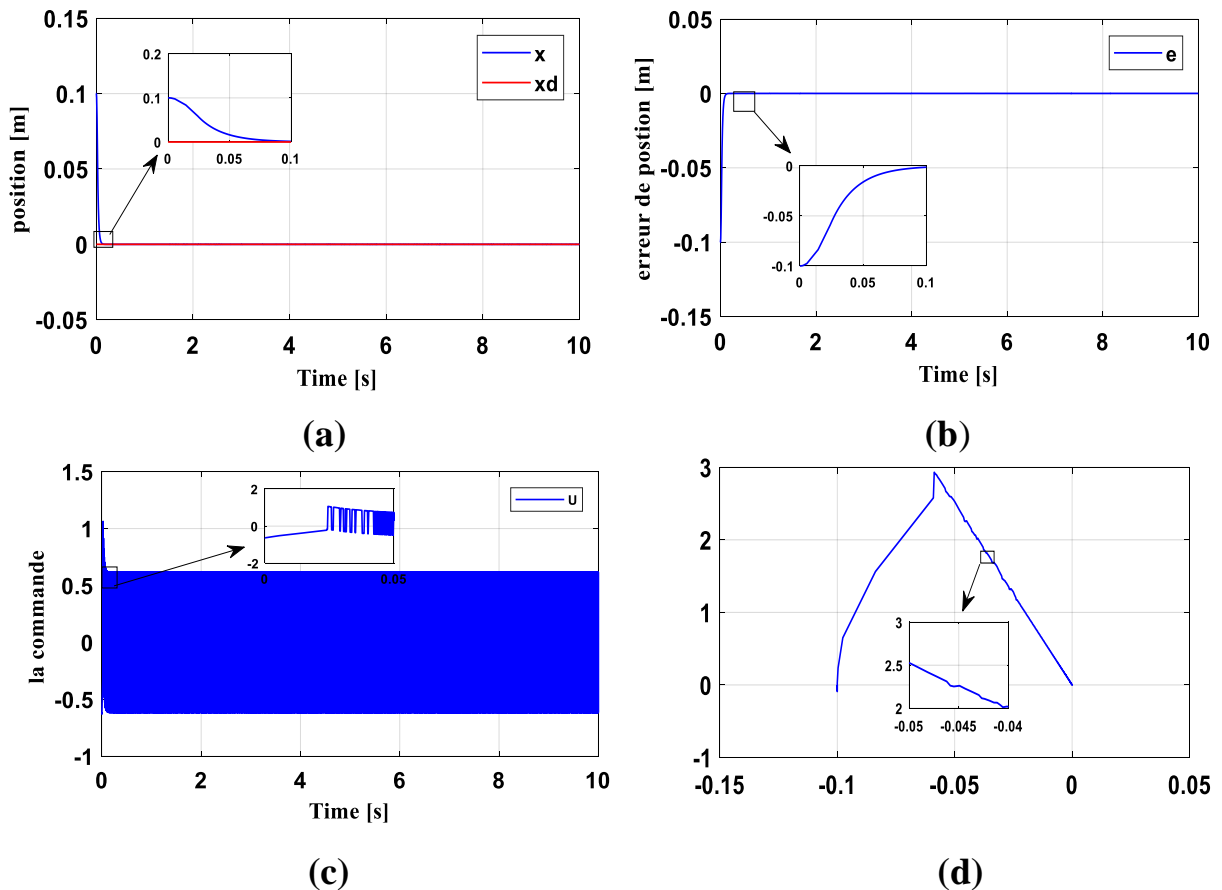 0.15
0.1
0.05
0
-0.05
position [m]
x
xd
0.2
0.1
0
0 0.05 0.1
0 2 4 6 8 10
Time [s]
(a)
0.05
0
-0.05
-0.1
-0.15
erreur de postion [m]
e
0
-0.05
-0.1
0 0.05 0.1
0 2 4 6 8 10
Time [s]
(b)
1.5
1
0.5
0
-0.5
-1
la commande
U
2
0
-2
0 0.05
0 2 4 6 8 10
Time [s]
(c)
3
2
1
0
-1
3
2.5
2
-0.05 -0.045 -0.04
-0.15 -0.1 -0.05 0 0.05
(d)